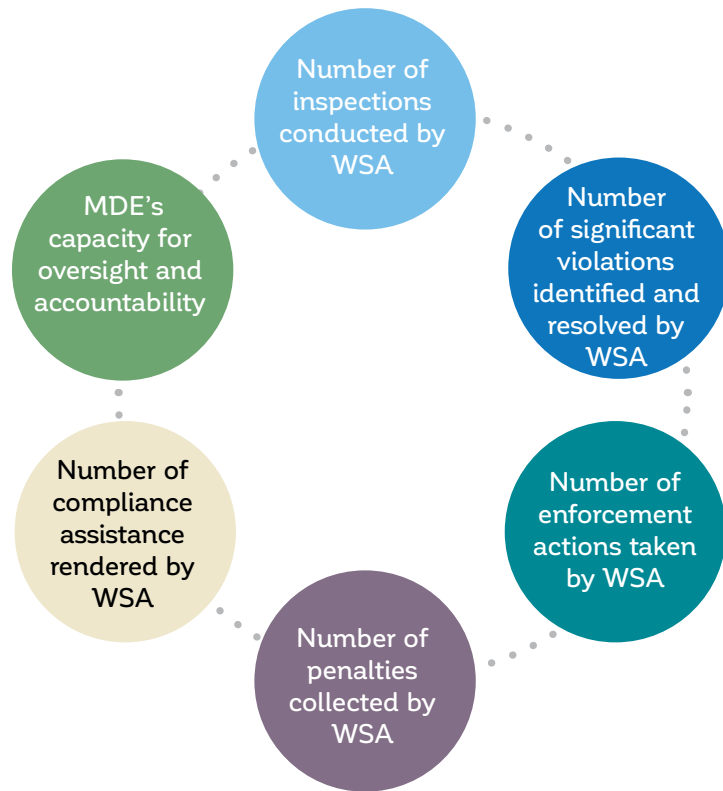 Number of
inspections
conducted by
WSA
Number
of significant
violations
identified and
resolved by
WSA
Number of
enforcement
actions taken
by WSA
Number of
penalties
collected by
WSA
Number of
compliance
assistance
rendered by
WSA
MDE's
capacity for
oversight and
accountability